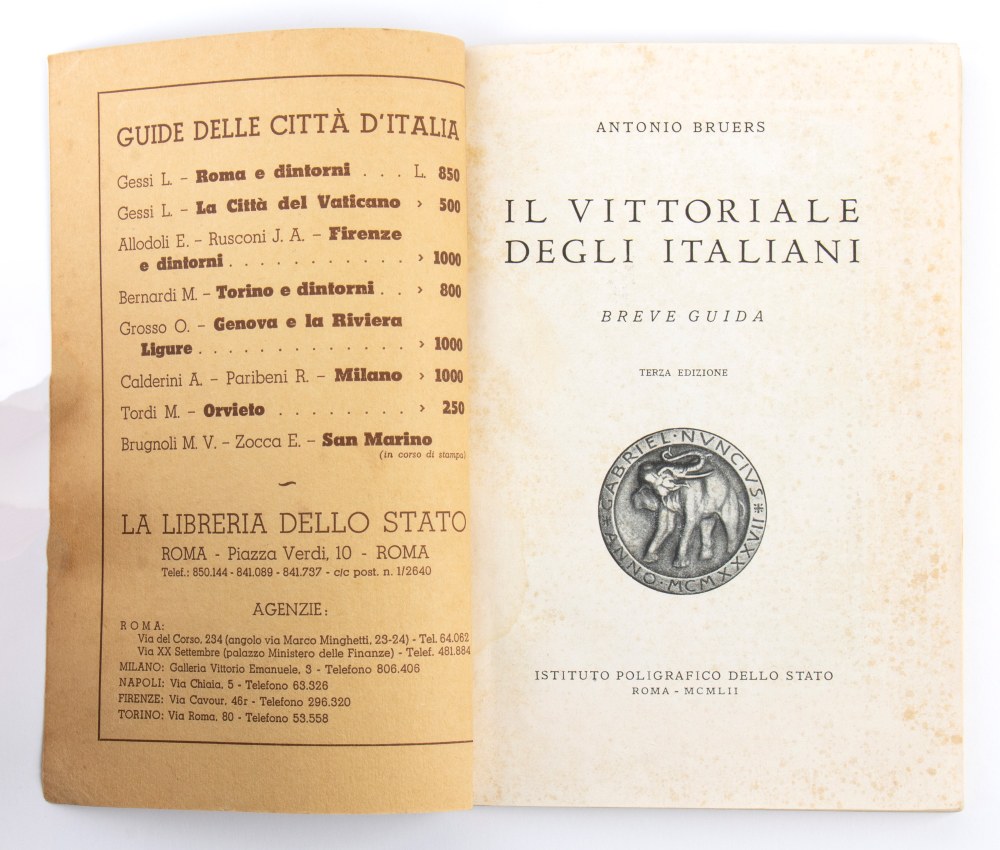 GUIDE DELLE CITTÀ D'ITALIA
Gessi L. – Roma e dintorni . . . L. 850
Gessi L. – La Città del Vaticano › 500
Allodoli E. – Rusconi J. A. – Firenze
e dintorni . . . . . . . . . . . . › 1000
Bernardi M. – Torino e dintorni . . › 800
Grosso O. – Genova e la Riviera
Ligure . . . . . . . . . . . . . . › 1000
Calderini A. – Paribeni R. – Milano › 1000
Tordi M. – Orvieto . . . . . . . . › 250
Brugnoli M. V. – Zocca E. – San Marino
(in corso di stampa)
LA LIBRERIA DELLO STATO
ROMA - Piazza Verdi, 10 - ROMA
Telef.: 850.144 - 841.089 - 841.737 - c/c post. n. 1/2640
AGENZIE:
ROMA:
Via del Corso, 234 (angolo via Marco Minghetti, 23-24) - Tel. 64.062
Via XX Settembre (palazzo Ministero delle Finanze) - Telef. 481.884
MILANO: Galleria Vittorio Emanuele, 3 - Telefono 806.406
NAPOLI: Via Chiaia, 5 - Telefono 63.326
FIRENZE: Via Cavour, 46r - Telefono 296.320
TORINO: Via Roma, 80 - Telefono 53.558
ANTONIO BRUERS
IL VITTORIALE
DEGLI ITALIANI
BREVE GUIDA
TERZA EDIZIONE
GABRIEL·NVNCIVS
ANNO·MCMXXXVII
ISTITUTO POLIGRAFICO DELLO STATO
ROMA - MCMLII